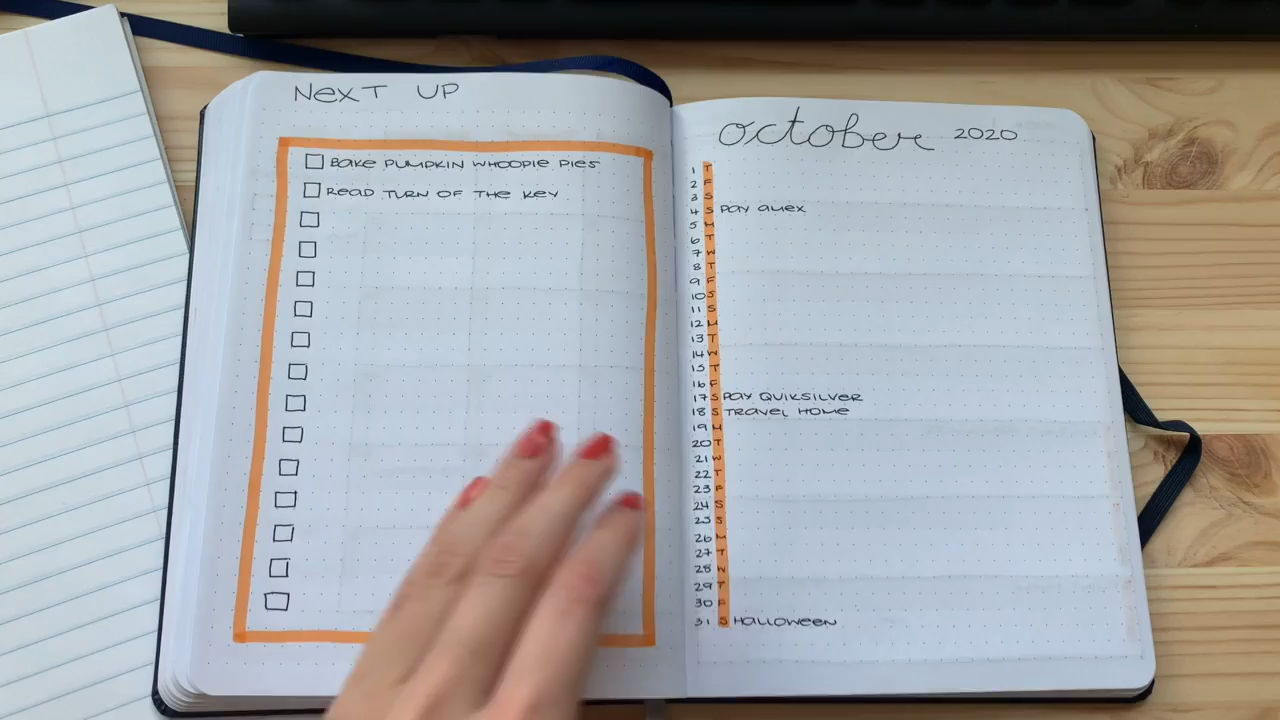 NEXT UP
BAKE PUMPKIN WHOOPIE PIES
READ TURN OF THE KEY
october 2020
1 T
2 F
3 S
4 S PAY AMEX
5 M
6 T
7 W
8 T
9 F
10 S
11 S
12 M
13 T
14 W
15 T
16 F
17 S PAY QUIKSILVER
18 S TRAVEL HOME
19 M
20 T
21 W
22 T
23 F
24 S
25 S
26 M
27 T
28 W
29 T
30 F
31 S HALLOWEEN